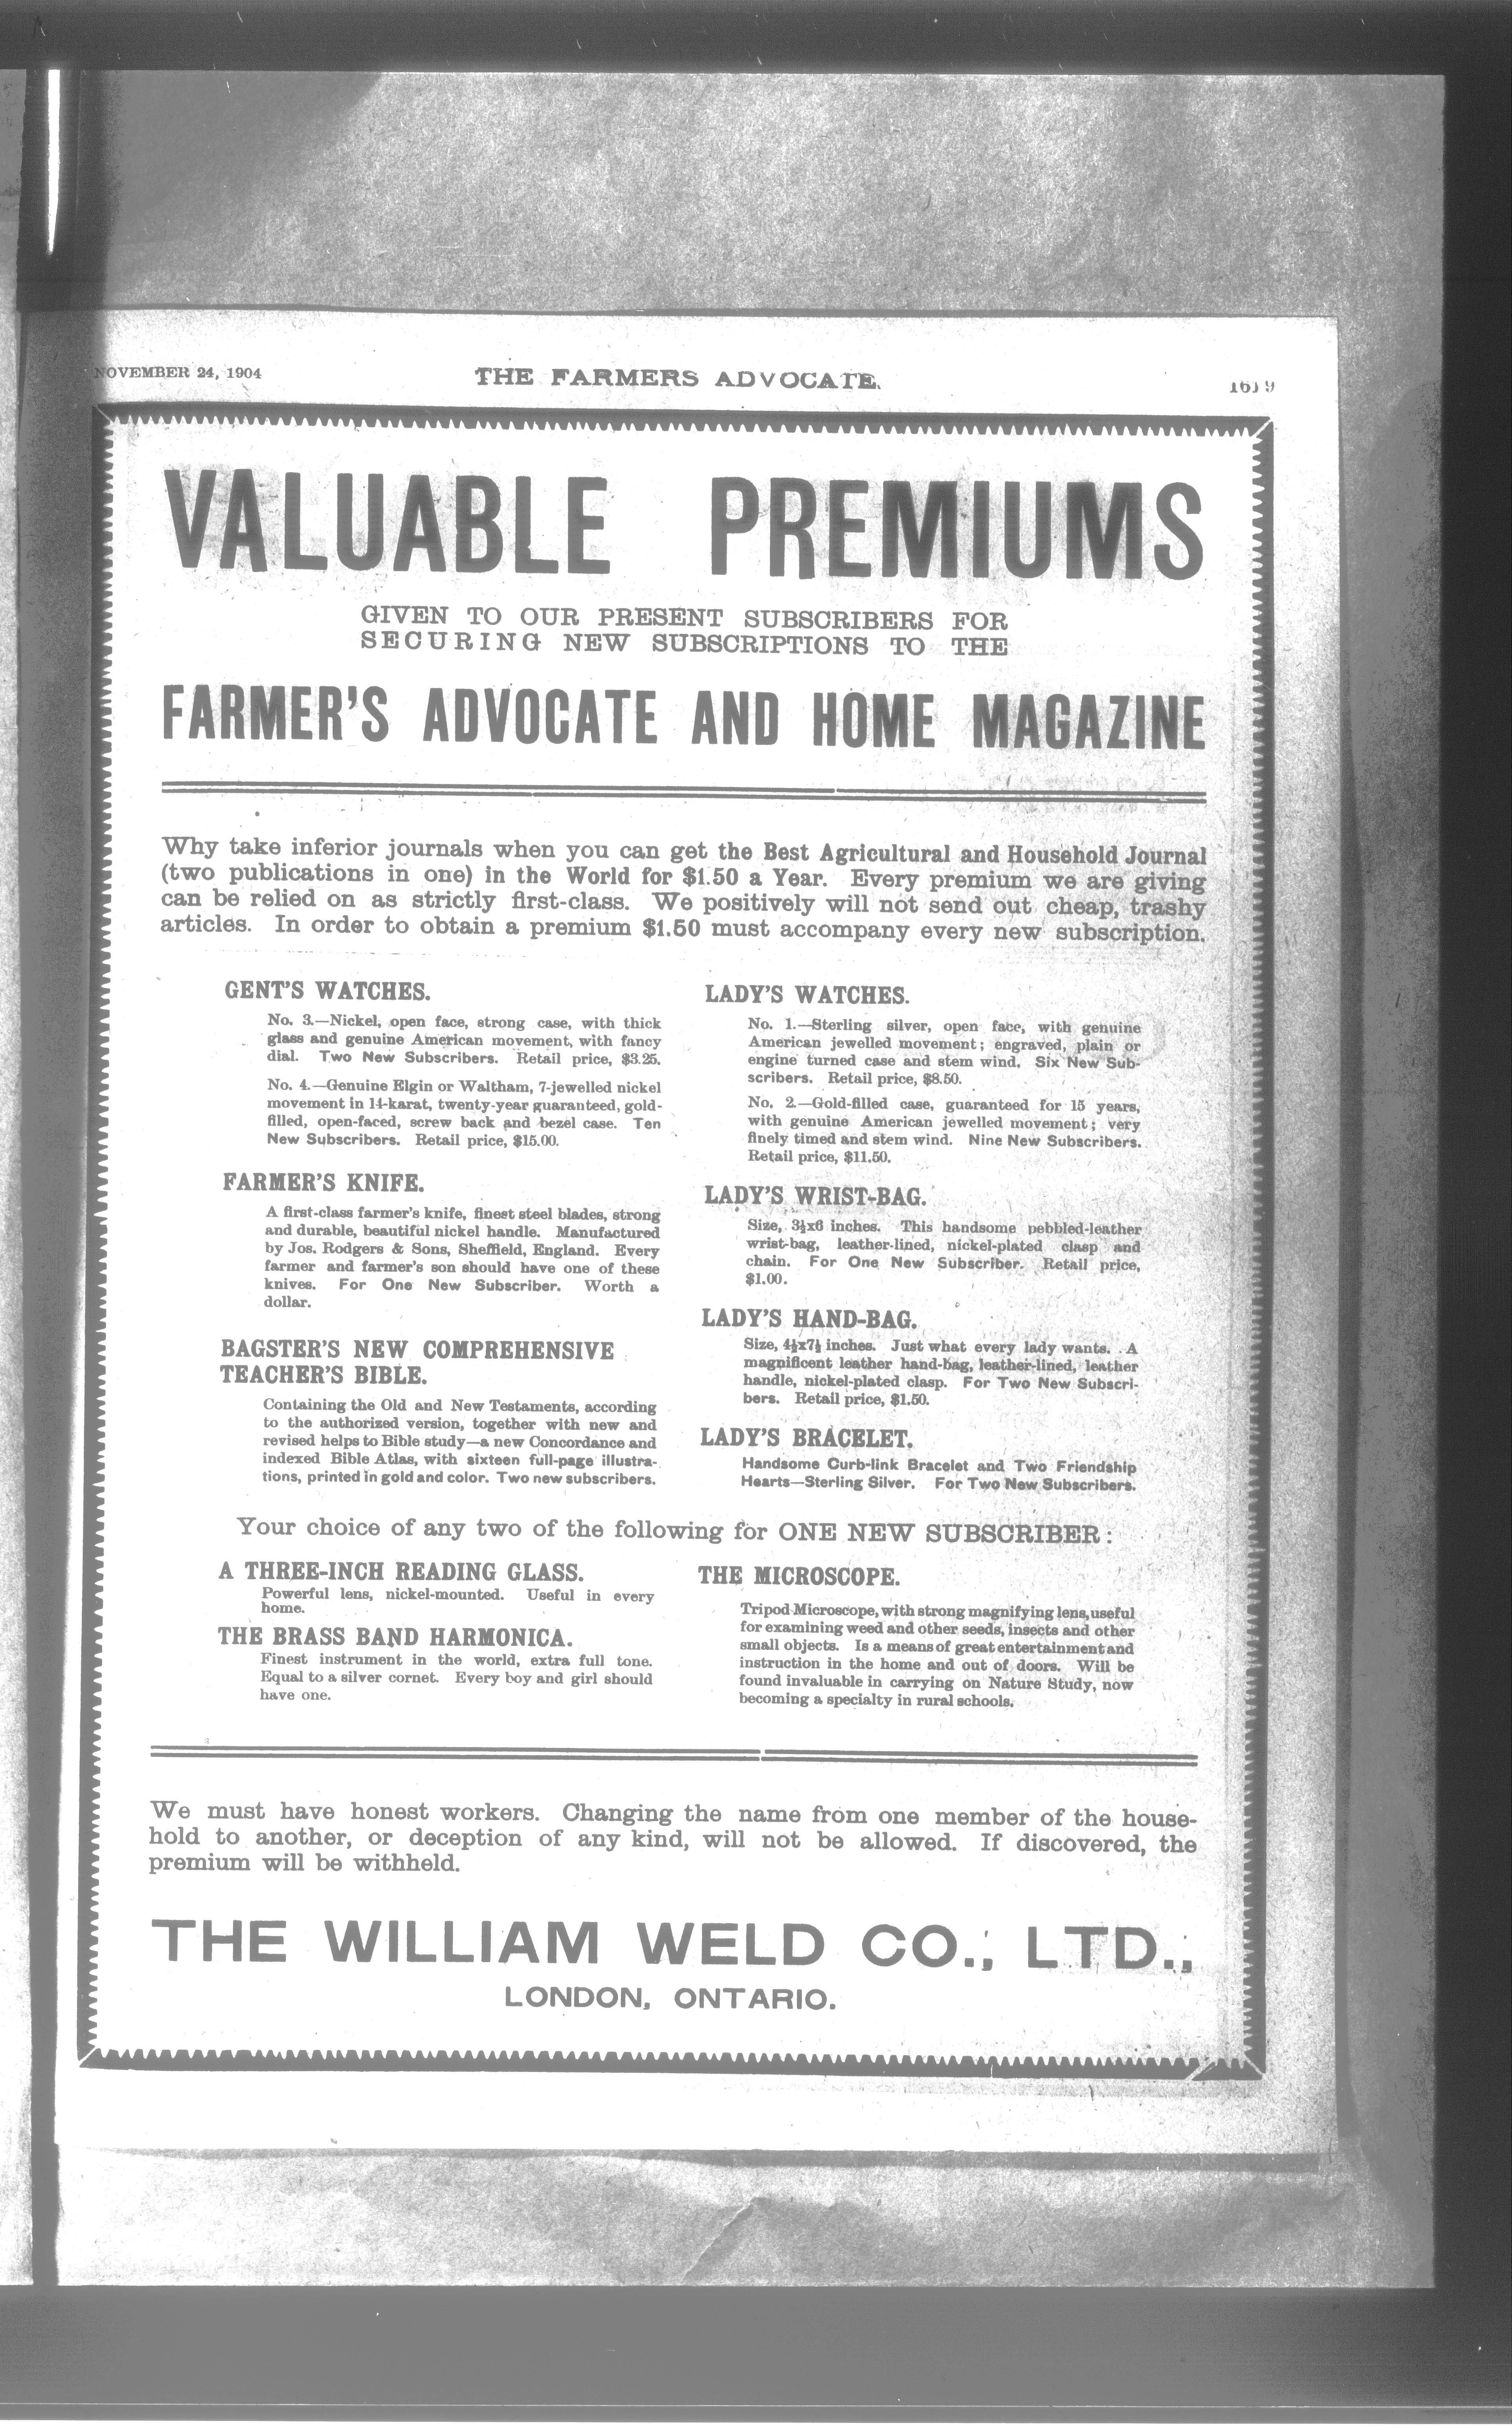 NOVEMBER 24, 1904
THE FARMERS ADVOCATE.
VALUABLE PREMIUMS
GIVEN TO OUR PRESENT SUBSCRIBERS FOR
SECURING NEW SUBSCRIPTIONS TO THE
FARMER'S ADVOCATE AND HOME MAGAZINE
Why take inferior journals when you can get the Best Agricultural and Household Journal
(two publications in one) in the World for $1.50 a Year. Every premium we are giving
can be relied on as strictly first-class. We positively will not send out cheap, trashy
articles. In order to obtain a premium $1.50 must accompany every new subscription.
GENT'S WATCHES.
No. 3.—Nickel, open face, strong case, with thick
glass and genuine American movement, with fancy
dial. Two New Subscribers. Retail price, $3.25.
No. 4.—Genuine Elgin or Waltham, 7-jewelled nickel
movement in 14-karat, twenty-year guaranteed, gold-
filled, open-faced, screw back and bezel case. Ten
New Subscribers. Retail price, $15.00.
FARMER'S KNIFE.
A first-class farmer's knife, finest steel blades, strong
and durable, beautiful nickel handle. Manufactured
by Jos. Rodgers & Sons, Sheffield, England. Every
farmer and farmer's son should have one of these
knives. For One New Subscriber. Worth a
dollar.
BAGSTER'S NEW COMPREHENSIVE
TEACHER'S BIBLE.
Containing the Old and New Testaments, according
to the authorized version, together with new and
revised helps to Bible study—a new Concordance and
indexed Bible Atlas, with sixteen full-page illustra-
tions, printed in gold and color. Two new subscribers.
LADY'S WATCHES.
No. 1.—Sterling silver, open face, with genuine
American jewelled movement; engraved, plain or
engine turned case and stem wind. Six New Sub-
scribers. Retail price, $8.50.
No. 2.—Gold-filled case, guaranteed for 15 years,
with genuine American jewelled movement; very
finely timed and stem wind. Nine New Subscribers.
Retail price, $11.50.
LADY'S WRIST-BAG.
Size, 3½x6 inches. This handsome pebbled-leather
wrist-bag, leather-lined, nickel-plated clasp and
chain. For One New Subscriber. Retail price,
$1.00.
LADY'S HAND-BAG.
Size, 4½x7½ inches. Just what every lady wants. A
magnificent leather hand-bag, leather-lined, leather
handle, nickel-plated clasp. For Two New Subscri-
bers. Retail price, $1.50.
LADY'S BRACELET.
Handsome Curb-link Bracelet and Two Friendship
Hearts—Sterling Silver. For Two New Subscribers.
Your choice of any two of the following for ONE NEW SUBSCRIBER:
A THREE-INCH READING GLASS.
Powerful lens, nickel-mounted. Useful in every
home.
THE BRASS BAND HARMONICA.
Finest instrument in the world, extra full tone.
Equal to a silver cornet. Every boy and girl should
have one.
THE MICROSCOPE.
Tripod Microscope, with strong magnifying lens, useful
for examining weed and other seeds, insects and other
small objects. Is a means of great entertainment and
instruction in the home and out of doors. Will be
found invaluable in carrying on Nature Study, now
becoming a specialty in rural schools.
We must have honest workers. Changing the name from one member of the house-
hold to another, or deception of any kind, will not be allowed. If discovered, the
premium will be withheld.
THE WILLIAM WELD CO., LTD.,
LONDON, ONTARIO.